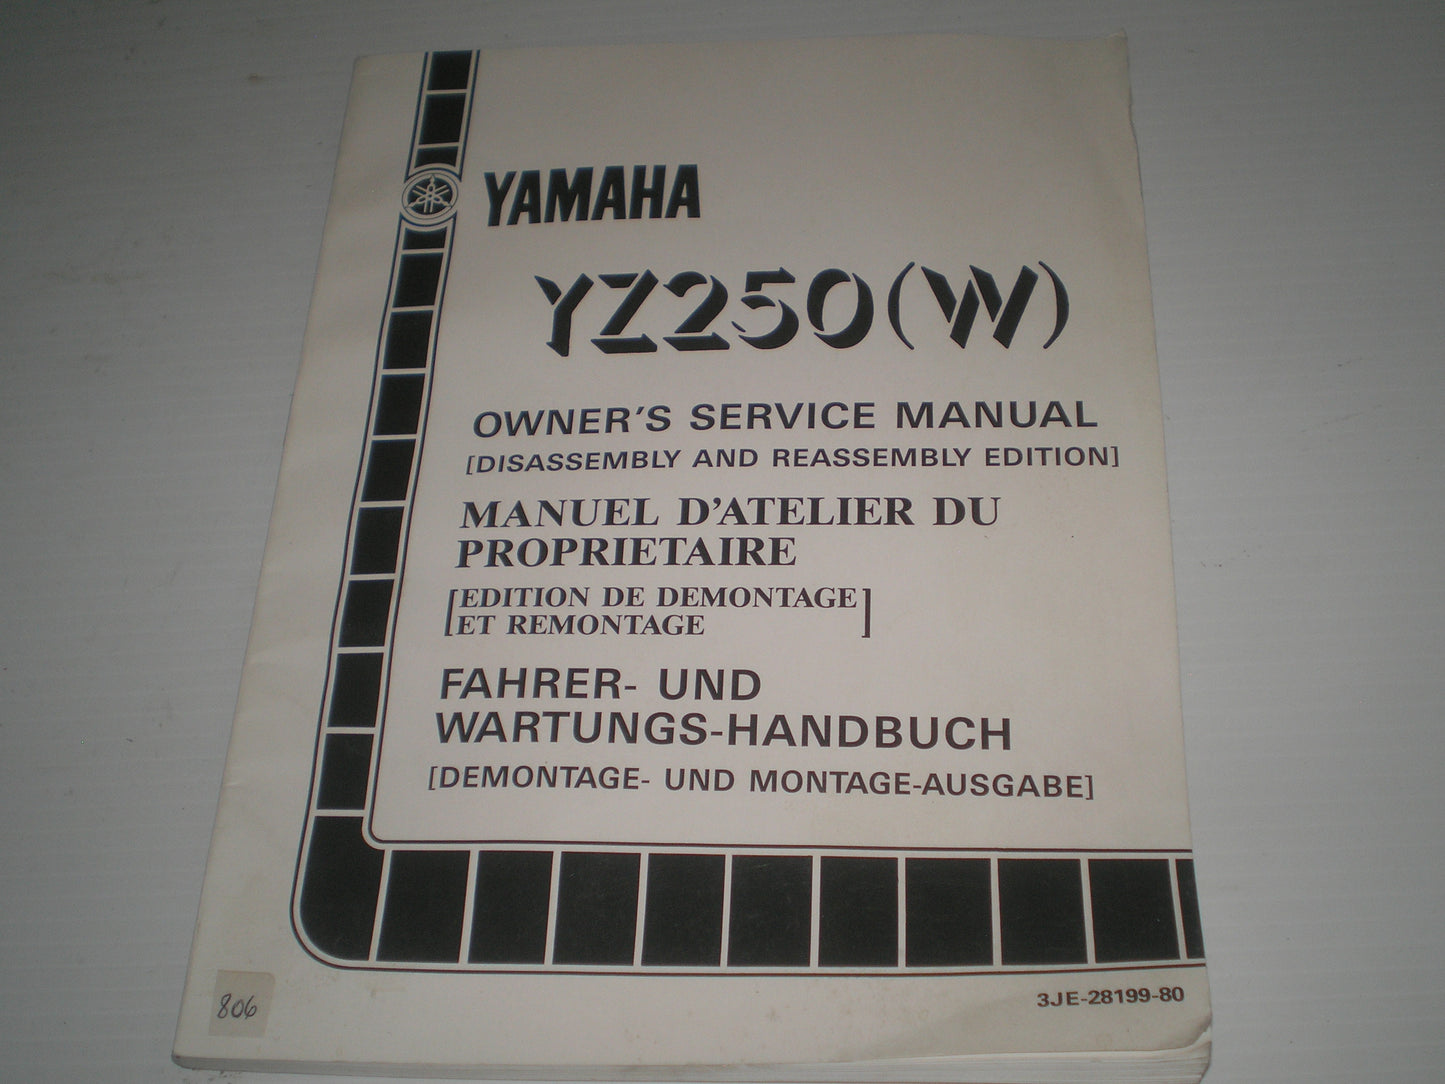 YAMAHA
YZ250(W)
OWNER'S SERVICE MANUAL
[DISASSEMBLY AND REASSEMBLY EDITION]
MANUEL D'ATELIER DU
PROPRIETAIRE
[EDITION DE DEMONTAGE
ET REMONTAGE]
FAHRER- UND
WARTUNGS-HANDBUCH
[DEMONTAGE- UND MONTAGE-AUSGABE]
3JE-28199-80
806